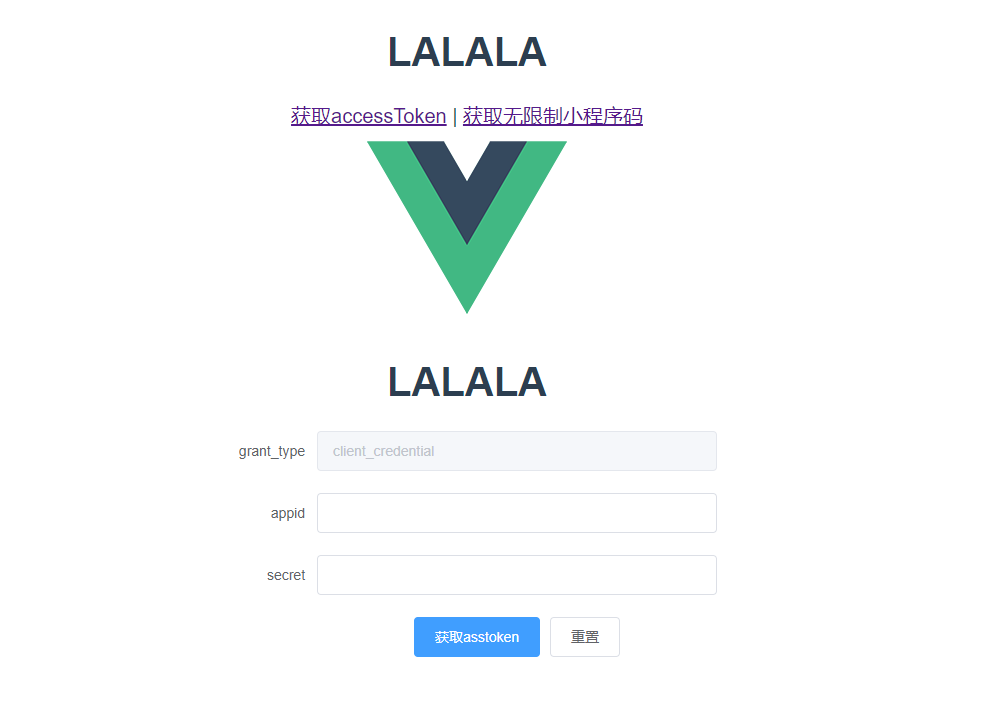 LALALA
获取accessToken | 获取无限制小程序码
LALALA
grant_type client_credential
appid
secret
获取asstoken 重置